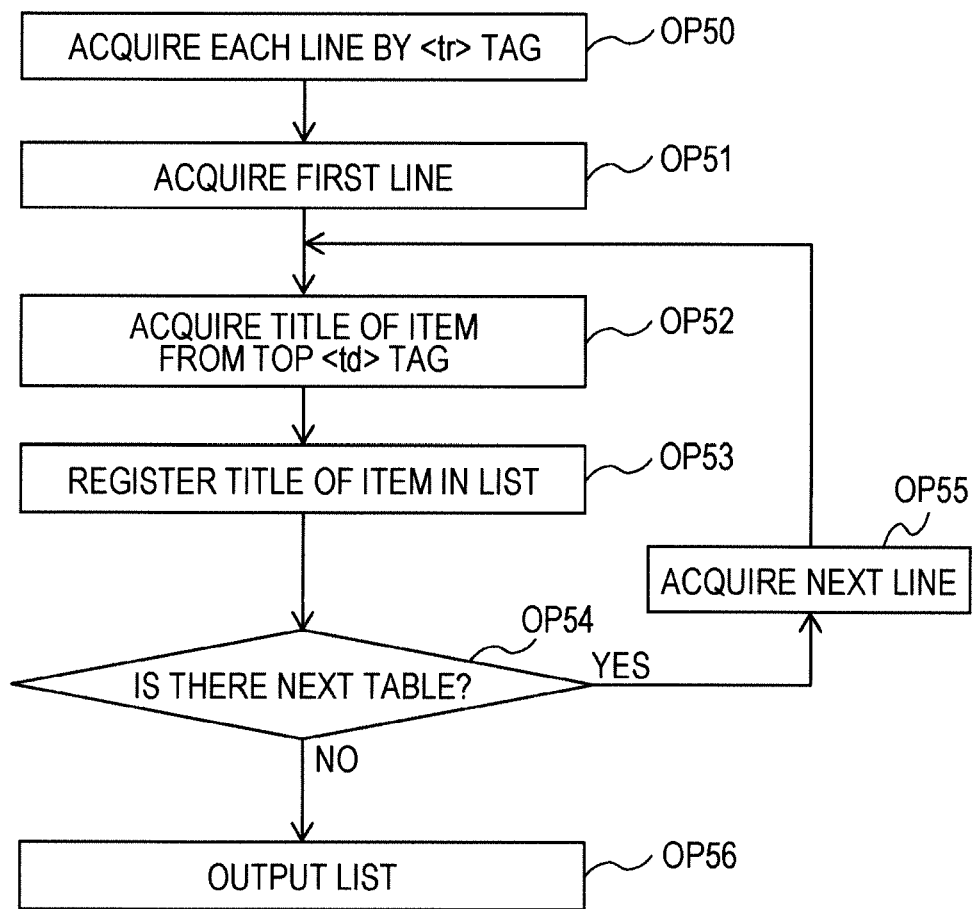 ACQUIRE EACH LINE BY <tr> TAG
OP50
ACQUIRE FIRST LINE
OP51
ACQUIRE TITLE OF ITEM
FROM TOP <td> TAG
OP52
REGISTER TITLE OF ITEM IN LIST
OP53
OP55
ACQUIRE NEXT LINE
OP54
IS THERE NEXT TABLE?
YES
NO
OUTPUT LIST
OP56